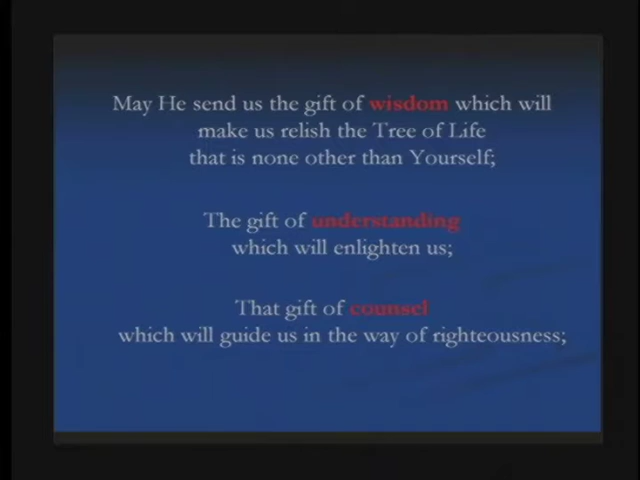 May He send us the gift of wisdom which will
make us relish the Tree of Life
that is none other than Yourself;
The gift of understanding
which will enlighten us;
That gift of counsel
which will guide us in the way of righteousness;